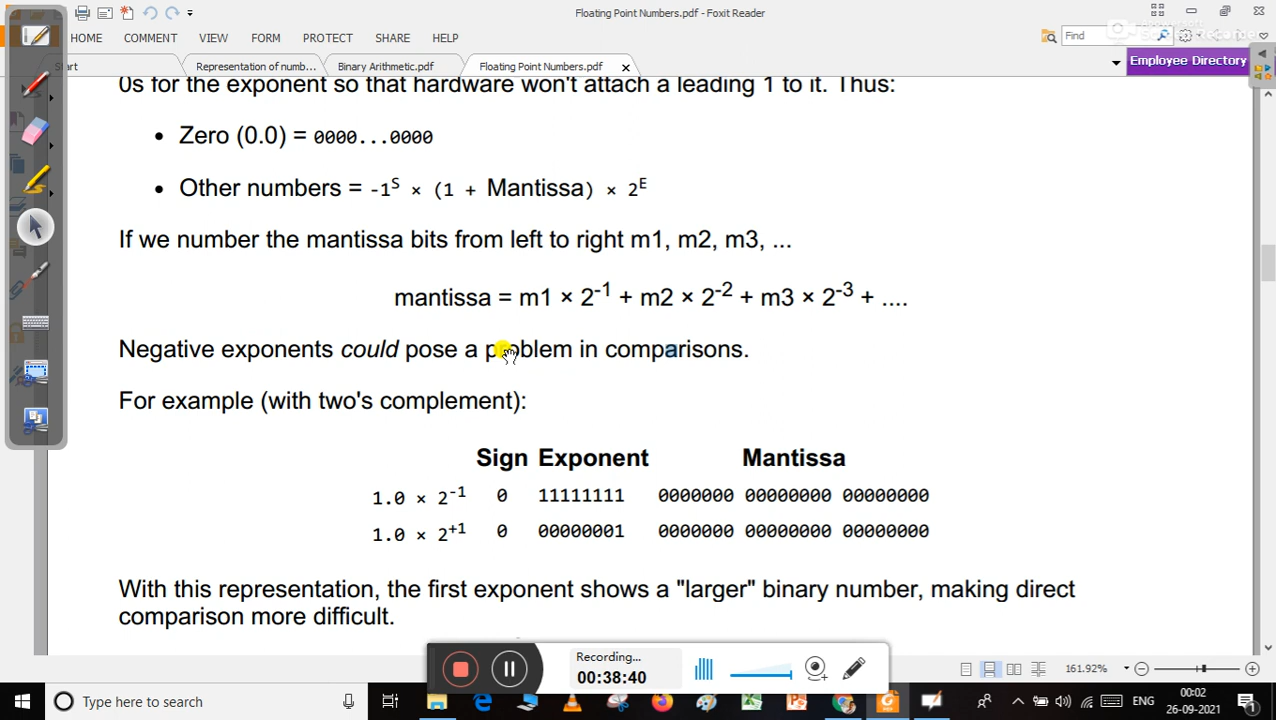 Floating Point Numbers.pdf - Foxit Reader
HOME COMMENT VIEW FORM PROTECT SHARE HELP
Find
Representation of numb... Binary Arithmetic.pdf Floating Point Numbers.pdf
Employee Directory
0s for the exponent so that hardware won't attach a leading 1 to it. Thus:
• Zero (0.0) = 0000...0000
• Other numbers = -1ˢ × (1 + Mantissa) × 2ᴱ
If we number the mantissa bits from left to right m1, m2, m3, ...
mantissa = m1 × 2⁻¹ + m2 × 2⁻² + m3 × 2⁻³ + ....
Negative exponents could pose a problem in comparisons.
For example (with two's complement):
Sign Exponent Mantissa
1.0 × 2⁻¹ 0 11111111 0000000 00000000 00000000
1.0 × 2⁺¹ 0 00000001 0000000 00000000 00000000
With this representation, the first exponent shows a "larger" binary number, making direct
comparison more difficult.
Recording...
00:38:40
161.92%
Type here to search
ENG
00:02
26-09-2021
1